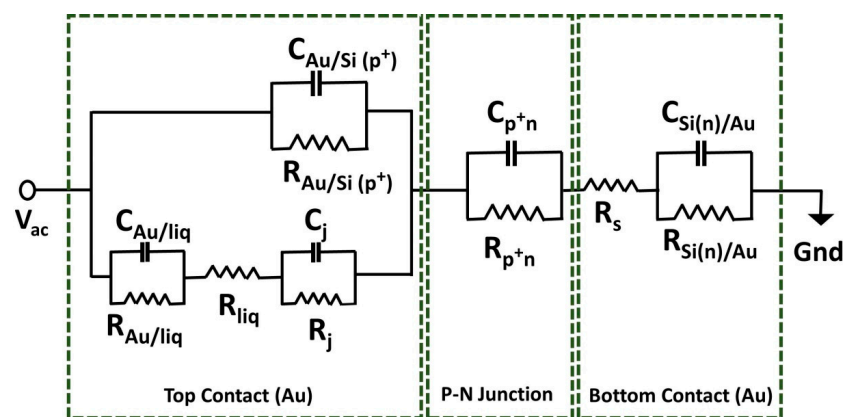 C_Au/Si (p⁺)
R_Au/Si (p⁺)
V_ac
C_Au/liq
R_Au/liq
R_liq
C_j
R_j
C_p⁺n
R_p⁺n
R_s
C_Si(n)/Au
R_Si(n)/Au
Gnd
Top Contact (Au)
P-N Junction
Bottom Contact (Au)